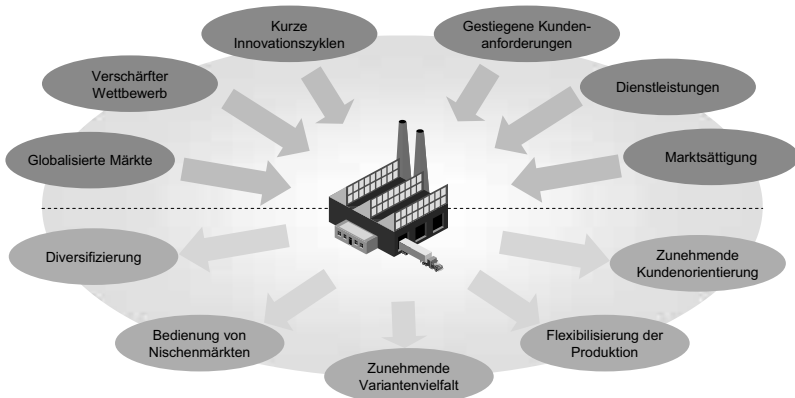 Kurze
Innovationszyklen
Gestiegene Kunden-
anforderungen
Verschärfter
Wettbewerb
Dienstleistungen
Globalisierte Märkte
Marktsättigung
Diversifizierung
Zunehmende
Kundenorientierung
Bedienung von
Nischenmärkten
Flexibilisierung der
Produktion
Zunehmende
Variantenvielfalt